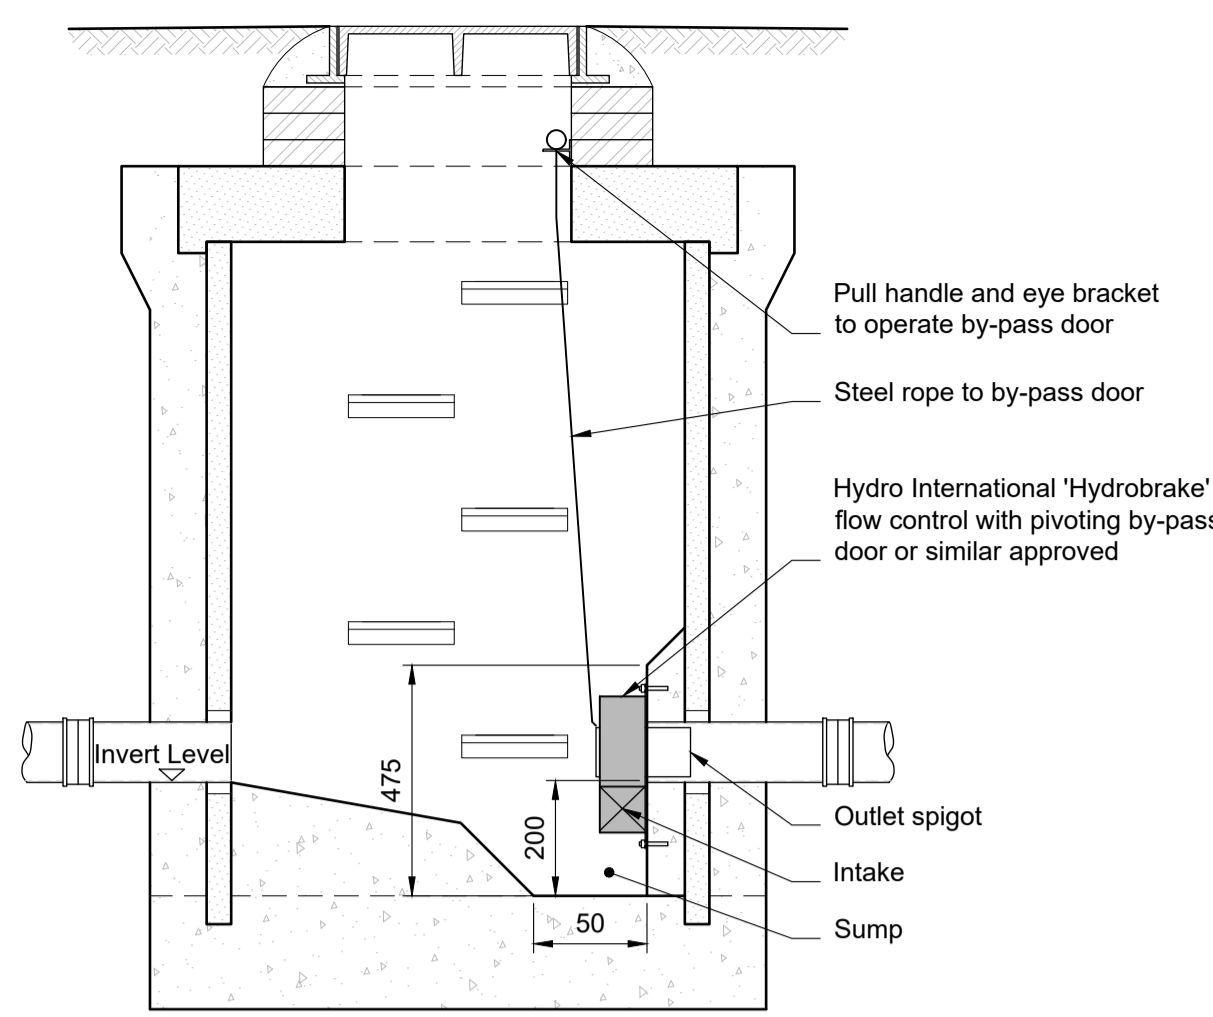 Pull handle and eye bracket
to operate by-pass door
Steel rope to by-pass door
Hydro International 'Hydrobrake'
flow control with pivoting by-pass
door or similar approved
Invert Level
475
200
50
Outlet spigot
Intake
Sump